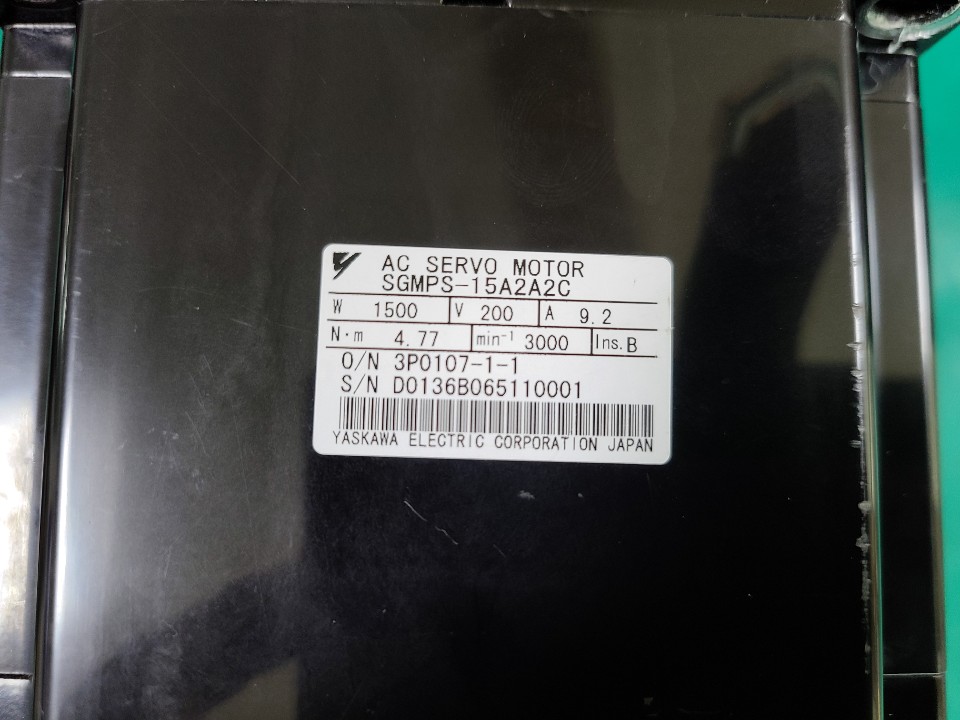 AC SERVO MOTOR
SGMPS-15A2A2C
W 1500 V 200 A 9.2
N·m 4.77 min⁻¹ 3000 Ins. B
O/N 3P0107-1-1
S/N D0136B065110001
YASKAWA ELECTRIC CORPORATION JAPAN